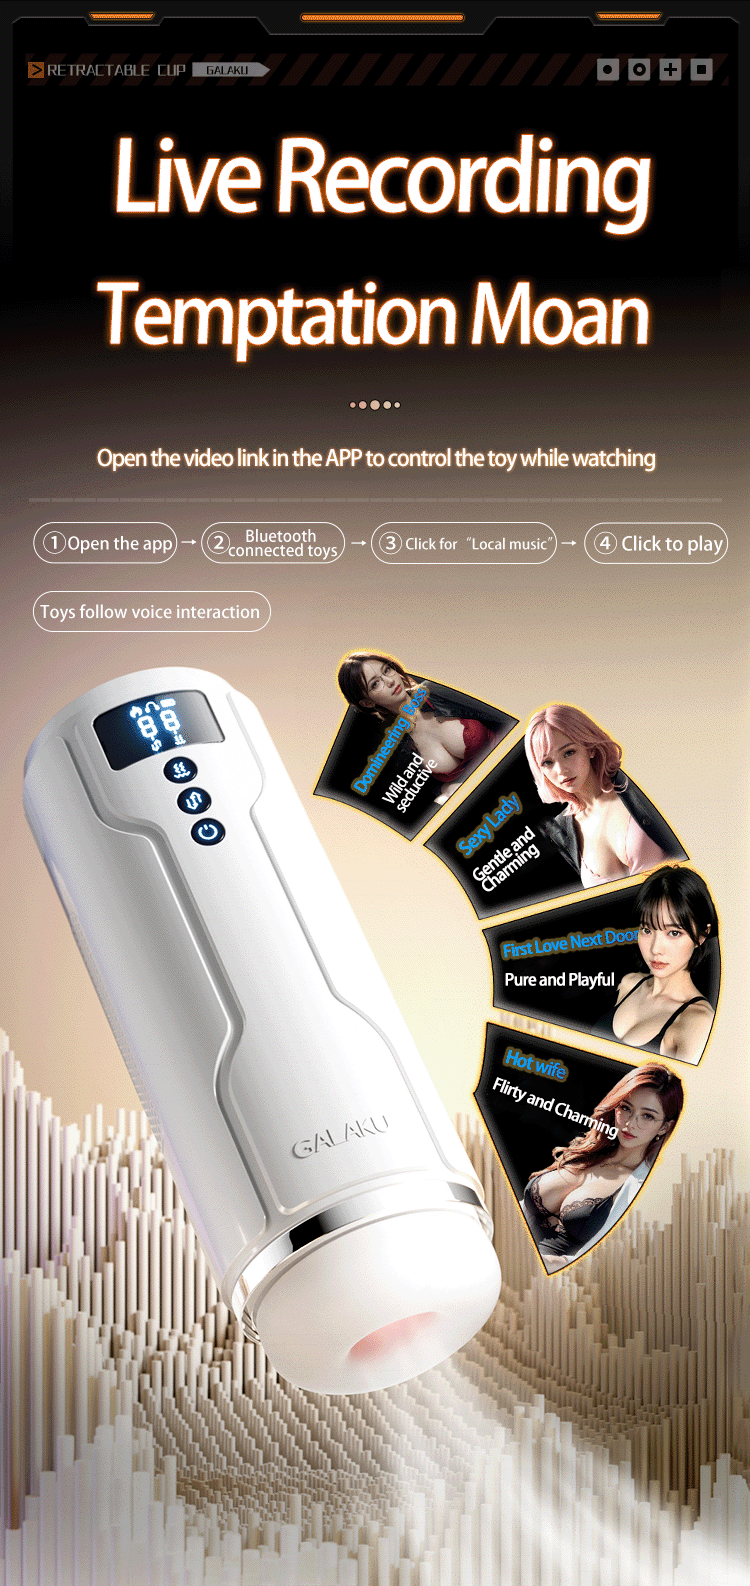 RETRACTABLE CUP GALAKU
Live Recording
Temptation Moan
Open the video link in the APP to control the toy while watching
1 Open the app → 2 Bluetooth connected toys → 3 Click for “Local music” → 4 Click to play
Toys follow voice interaction
88
Domineering Boss
Wild and
seductive
Sexy Lady
Gentle and
Charming
First Love Next Door
Pure and Playful
Hot wife
Flirty and Charming
GALAKU